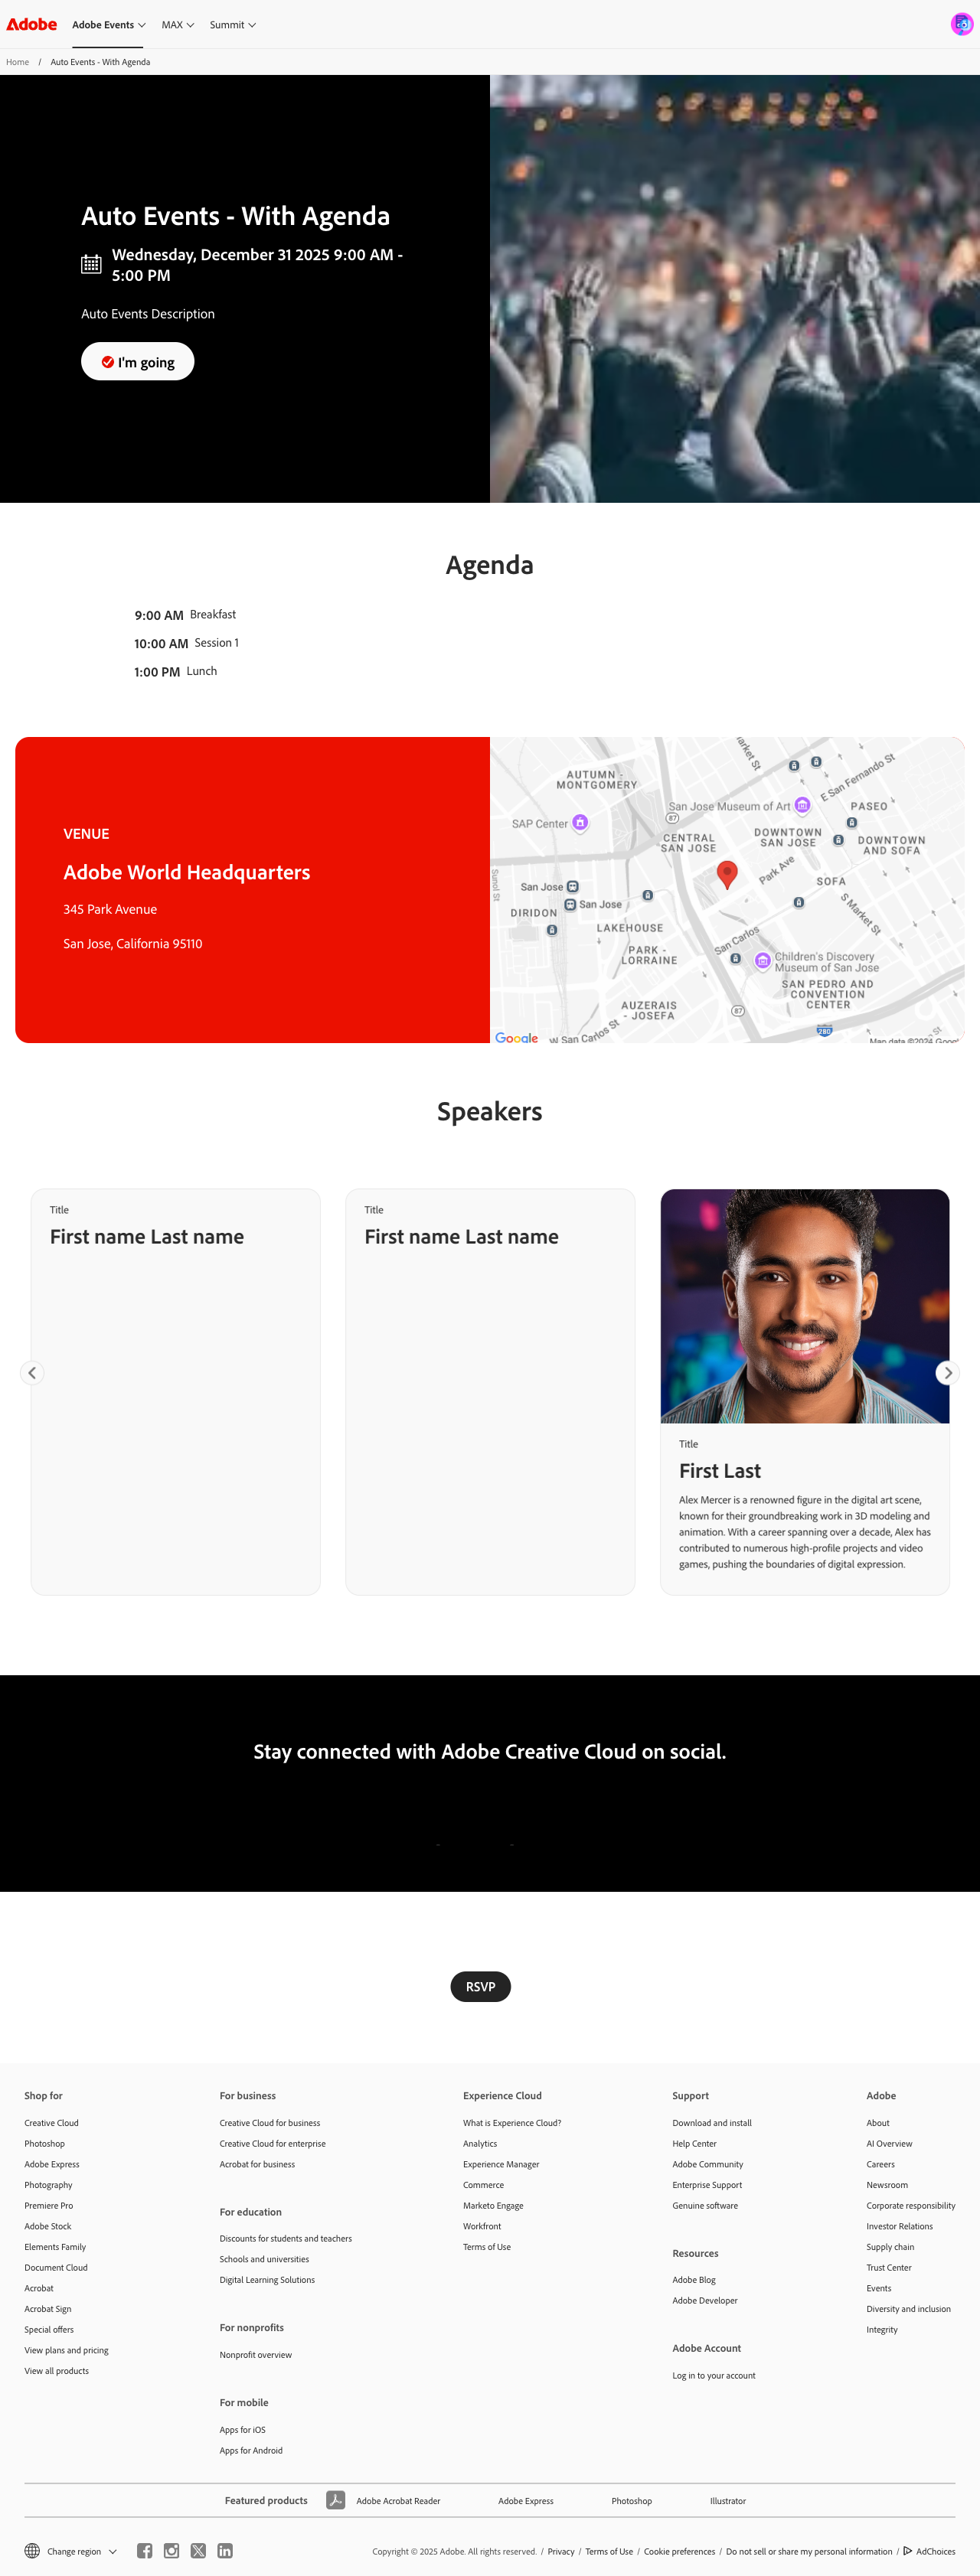 Adobe
Adobe Events
MAX
Summit
Home / Auto Events - With Agenda
Auto Events - With Agenda
Wednesday, December 31 2025 9:00 AM -
5:00 PM
Auto Events Description
I'm going
Agenda
9:00 AM Breakfast
10:00 AM Session 1
1:00 PM Lunch
VENUE
Adobe World Headquarters
345 Park Avenue
San Jose, California 95110
AUTUMN -
MONTGOMERY
E San Fernando St
San Jose Museum of Art
PASEO
SAP Center
87
CENTRAL
SAN JOSE
DOWNTOWN
SAN JOSE
DOWNTOWN
AND SOFA
Park Ave
SOFA
San Jose
San Jose
DIRIDON
S Market St
LAKEHOUSE
San Carlos
PARK -
LORRAINE
Children's Discovery
Museum of San Jose
SAN PEDRO AND
CONVENTION
CENTER
AUZERAIS
- JOSEFA
87
280
Google
W San Carlos St
Map data ©2024 Google
Speakers
Title
First name Last name
Title
First name Last name
Title
First Last
Alex Mercer is a renowned figure in the digital art scene,
known for their groundbreaking work in 3D modeling and
animation. With a career spanning over a decade, Alex has
contributed to numerous high-profile projects and video
games, pushing the boundaries of digital expression.
Stay connected with Adobe Creative Cloud on social.
RSVP
Shop for
Creative Cloud
Photoshop
Adobe Express
Photography
Premiere Pro
Adobe Stock
Elements Family
Document Cloud
Acrobat
Acrobat Sign
Special offers
View plans and pricing
View all products
For business
Creative Cloud for business
Creative Cloud for enterprise
Acrobat for business
For education
Discounts for students and teachers
Schools and universities
Digital Learning Solutions
For nonprofits
Nonprofit overview
For mobile
Apps for iOS
Apps for Android
Experience Cloud
What is Experience Cloud?
Analytics
Experience Manager
Commerce
Marketo Engage
Workfront
Terms of Use
Support
Download and install
Help Center
Adobe Community
Enterprise Support
Genuine software
Resources
Adobe Blog
Adobe Developer
Adobe Account
Log in to your account
Adobe
About
AI Overview
Careers
Newsroom
Corporate responsibility
Investor Relations
Supply chain
Trust Center
Events
Diversity and inclusion
Integrity
Featured products
Adobe Acrobat Reader
Adobe Express
Photoshop
Illustrator
Change region
Copyright © 2025 Adobe. All rights reserved. / Privacy / Terms of Use / Cookie preferences / Do not sell or share my personal information / AdChoices